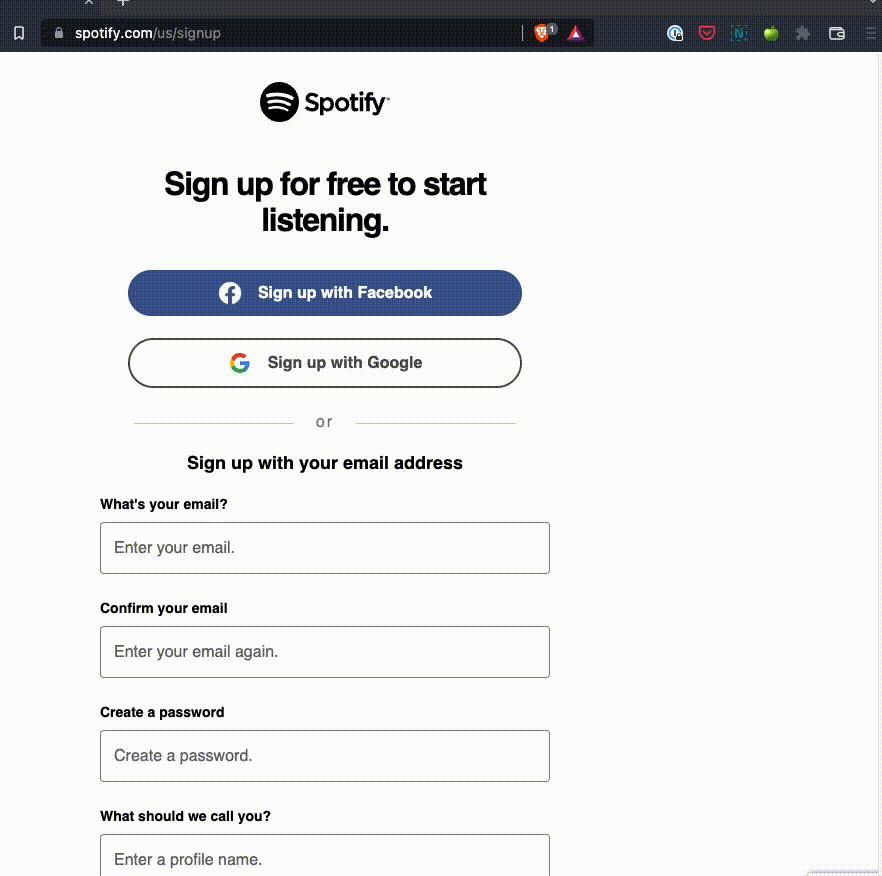 spotify.com/us/signup
1
N
Spotify
Sign up for free to start
listening.
Sign up with Facebook
Sign up with Google
or
Sign up with your email address
What's your email?
Enter your email.
Confirm your email
Enter your email again.
Create a password
Create a password.
What should we call you?
Enter a profile name.